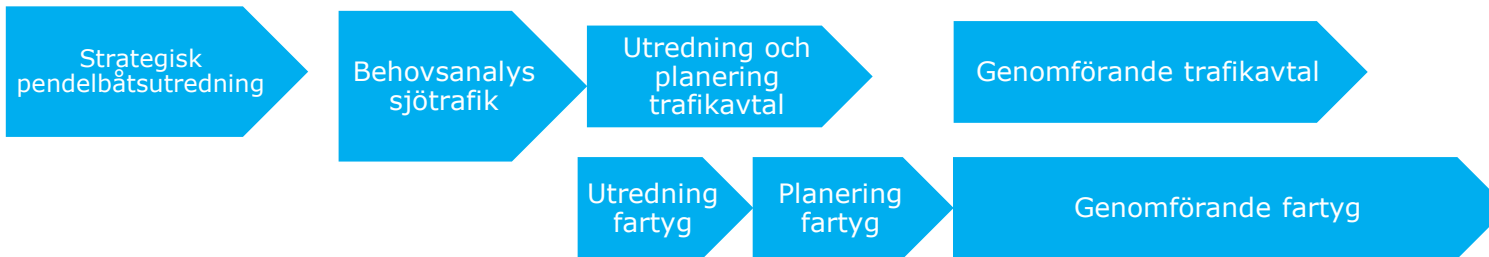 Strategisk
pendelbåtsutredning
Behovsanalys
sjötrafik
Utredning och
planering
trafikavtal
Genomförande trafikavtal
Utredning
fartyg
Planering
fartyg
Genomförande fartyg